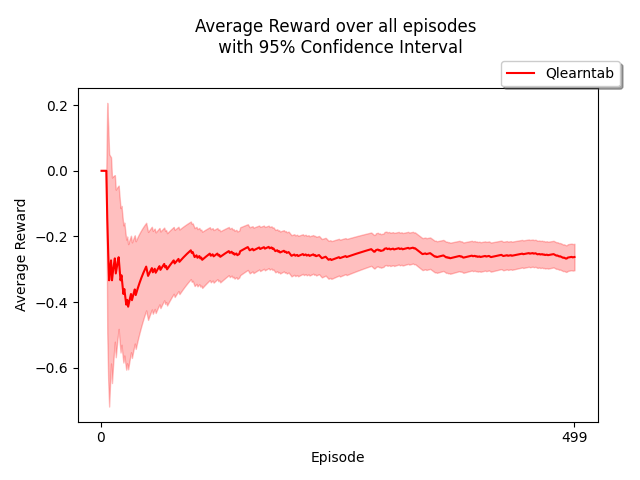 Average Reward over all episodes
with 95% Confidence Interval
Qlearntab
0.2
0.0
−0.2
−0.4
−0.6
Average Reward
0
499
Episode